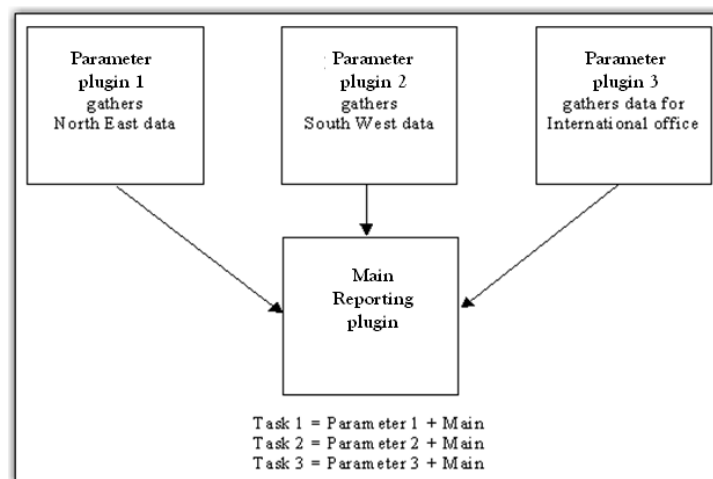 Parameter
plugin 1
gathers
North East data
Parameter
plugin 2
gathers
South West data
Parameter
plugin 3
gathers data for
International office
Main
Reporting
plugin
Task 1 = Parameter 1 + Main
Task 2 = Parameter 2 + Main
Task 3 = Parameter 3 + Main